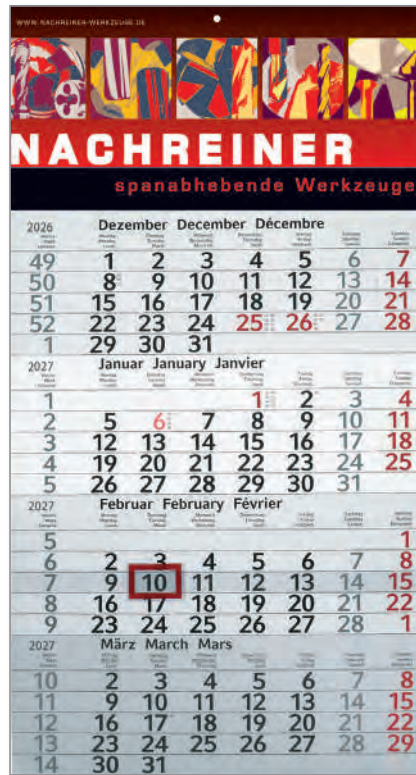 WWW.NACHREINER-WERKZEUGE.DE
NACHREINER
spanabhebende Werkzeuge
2026 Dezember December Décembre
49 1 2 3 4 5 6 7
50 8 9 10 11 12 13 14
51 15 16 17 18 19 20 21
52 22 23 24 25 26 27 28
1 29 30 31
2027 Januar January Janvier
1 1 2 3 4
2 5 6 7 8 9 10 11
3 12 13 14 15 16 17 18
4 19 20 21 22 23 24 25
5 26 27 28 29 30 31
2027 Februar February Février
5 1
6 2 3 4 5 6 7 8
7 9 10 11 12 13 14 15
8 16 17 18 19 20 21 22
9 23 24 25 26 27 28 1
2027 März March Mars
10 2 3 4 5 6 7 8
11 9 10 11 12 13 14 15
12 16 17 18 19 20 21 22
13 23 24 25 26 27 28 29
14 30 31